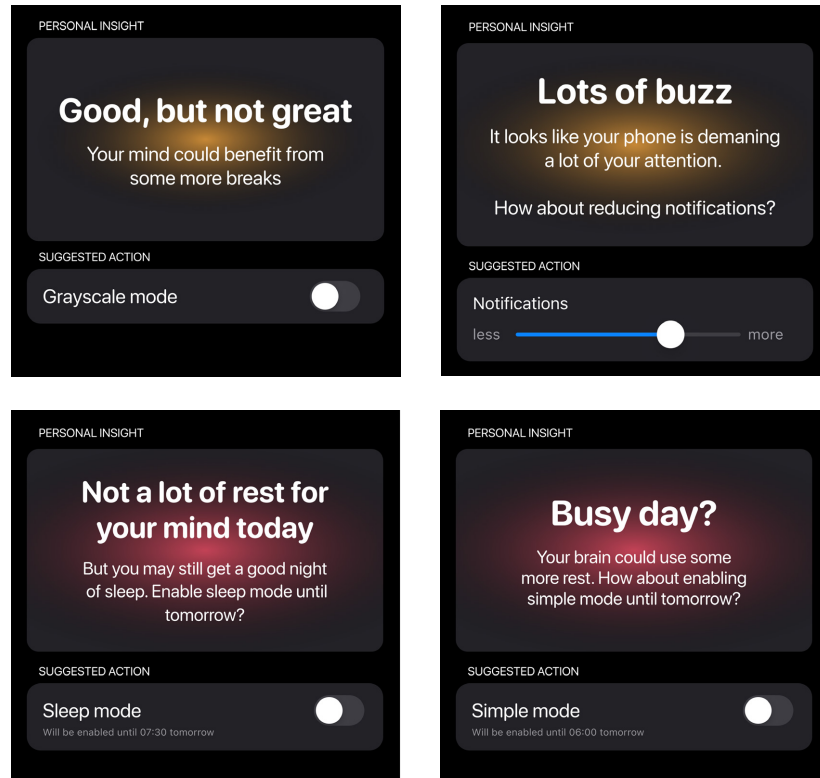 PERSONAL INSIGHT
Good, but not great
Your mind could benefit from
some more breaks
SUGGESTED ACTION
Grayscale mode
PERSONAL INSIGHT
Lots of buzz
It looks like your phone is demaning
a lot of your attention.
How about reducing notifications?
SUGGESTED ACTION
Notifications
less
more
PERSONAL INSIGHT
Not a lot of rest for
your mind today
But you may still get a good night
of sleep. Enable sleep mode until
tomorrow?
SUGGESTED ACTION
Sleep mode
Will be enabled until 07:30 tomorrow
PERSONAL INSIGHT
Busy day?
Your brain could use some
more rest. How about enabling
simple mode until tomorrow?
SUGGESTED ACTION
Simple mode
Will be enabled until 06:00 tomorrow